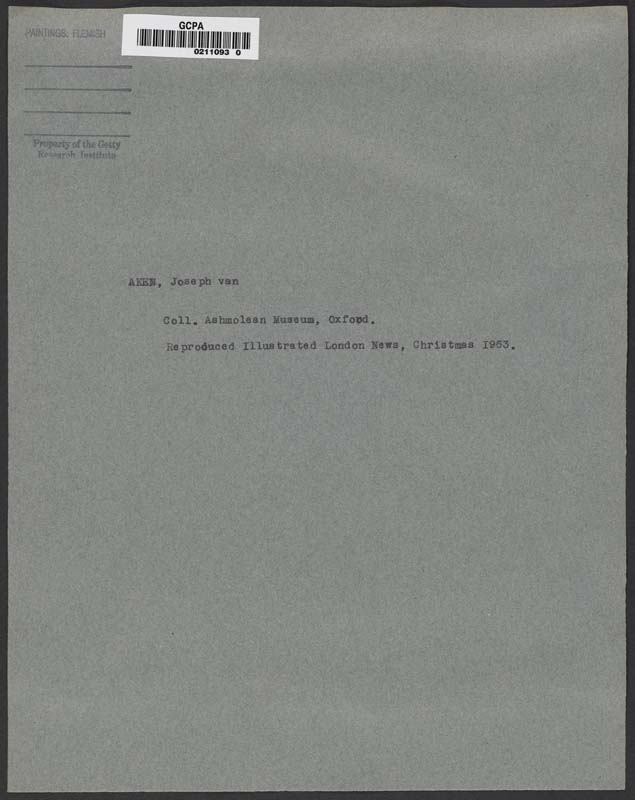 PAINTINGS. FLEMISH
GCPA
0211093 0
Property of the Getty
Research Institute
AKEN, Joseph van
Coll. Ashmolean Museum, Oxford.
Reproduced Illustrated London News, Christmas I963.